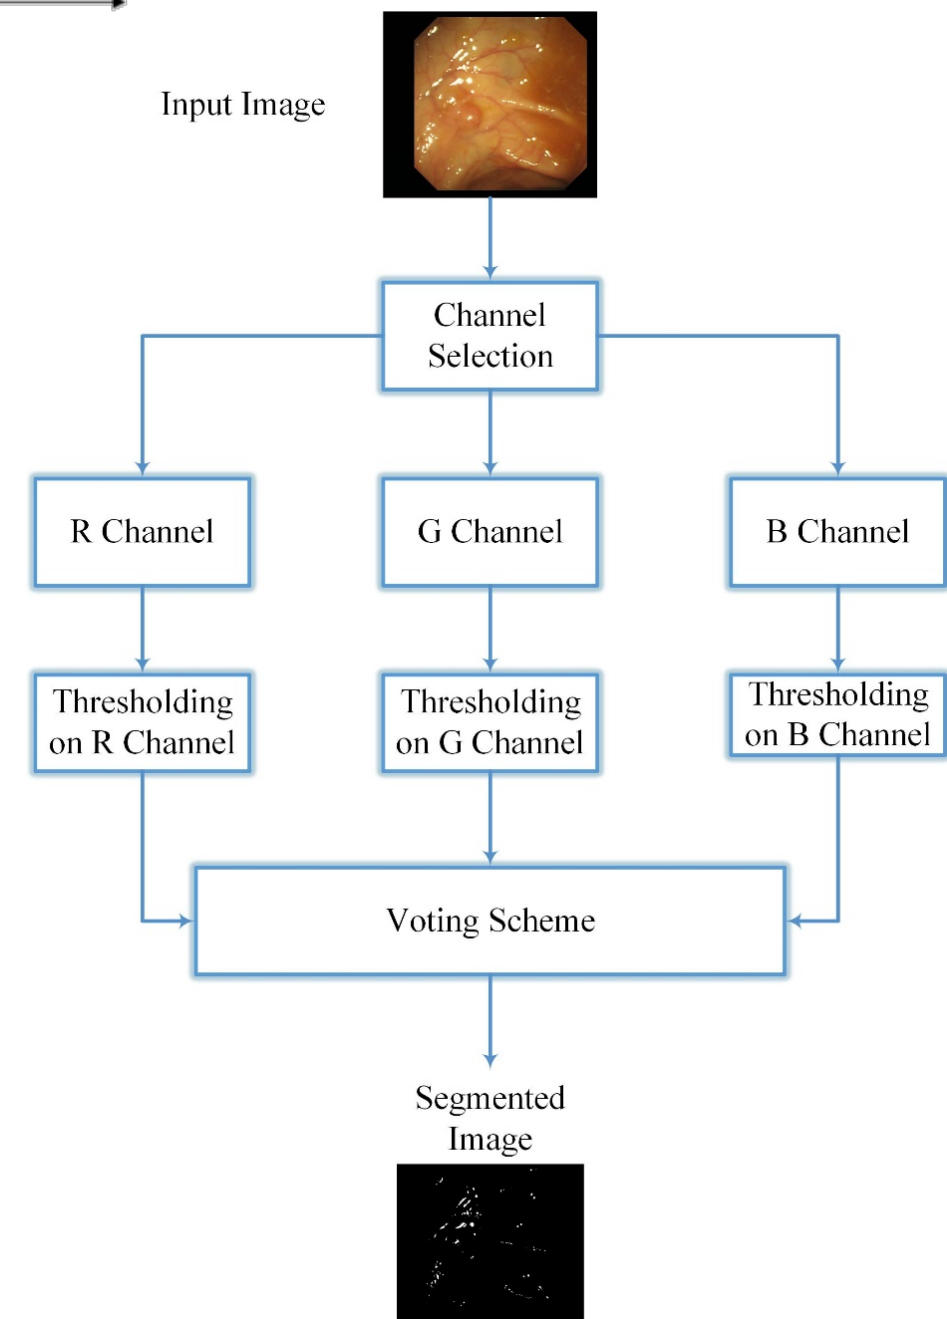 Input Image
Channel
Selection
R Channel
G Channel
B Channel
Thresholding
on R Channel
Thresholding
on G Channel
Thresholding
on B Channel
Voting Scheme
Segmented
Image